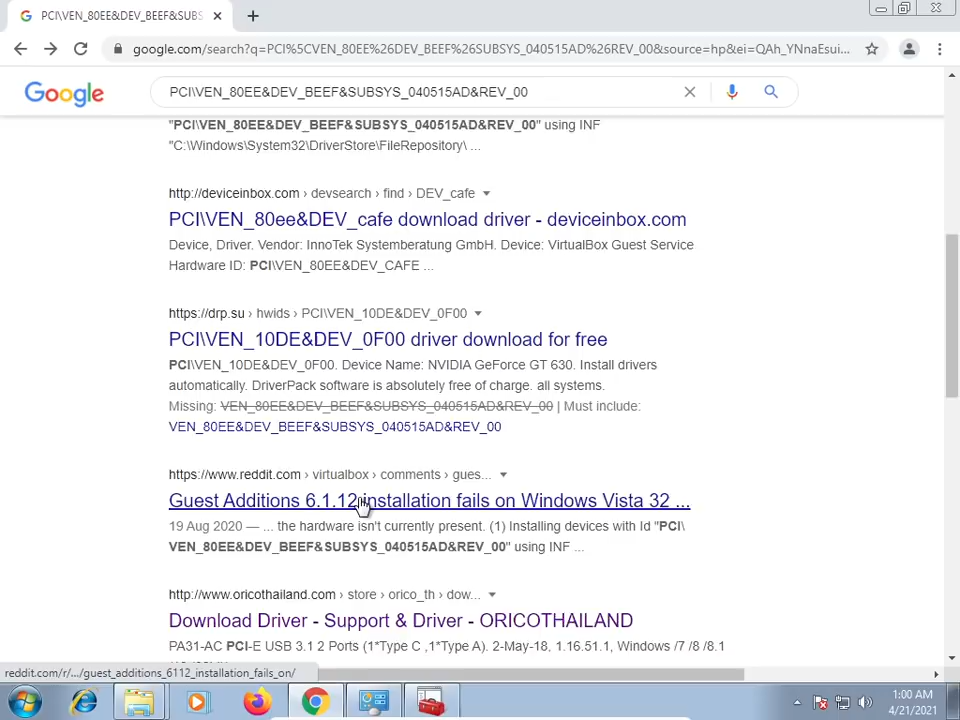 PCI\VEN_80EE&DEV_BEEF&SUBS
google.com/search?q=PCI%5CVEN_80EE%26DEV_BEEF%26SUBSYS_040515AD%26REV_00&source=hp&ei=QAh_YNnaEsui...
Google
PCI\VEN_80EE&DEV_BEEF&SUBSYS_040515AD&REV_00
"PCI\VEN_80EE&DEV_BEEF&SUBSYS_040515AD&REV_00" using INF
"C:\Windows\System32\DriverStore\FileRepository\ ...
http://deviceinbox.com › devsearch › find › DEV_cafe
PCI\VEN_80ee&DEV_cafe download driver - deviceinbox.com
Device, Driver. Vendor: InnoTek Systemberatung GmbH. Device: VirtualBox Guest Service
Hardware ID: PCI\VEN_80EE&DEV_CAFE ...
https://drp.su › hwids › PCI\VEN_10DE&DEV_0F00
PCI\VEN_10DE&DEV_0F00 driver download for free
PCI\VEN_10DE&DEV_0F00. Device Name: NVIDIA GeForce GT 630. Install drivers
automatically. DriverPack software is absolutely free of charge. all systems.
Missing: VEN_80EE&DEV_BEEF&SUBSYS_040515AD&REV_00 | Must include:
VEN_80EE&DEV_BEEF&SUBSYS_040515AD&REV_00
https://www.reddit.com › virtualbox › comments › gues...
Guest Additions 6.1.12 installation fails on Windows Vista 32 ...
19 Aug 2020 — ... the hardware isn't currently present. (1) Installing devices with Id "PCI\
VEN_80EE&DEV_BEEF&SUBSYS_040515AD&REV_00" using INF ...
http://www.oricothailand.com › store › orico_th › dow...
Download Driver - Support & Driver - ORICOTHAILAND
PA31-AC PCI-E USB 3.1 2 Ports (1*Type C ,1*Type A). 2-May-18, 1.16.51.1, Windows /7 /8 /8.1
reddit.com/r/.../guest_additions_6112_installation_fails_on/
1:00 AM
4/21/2021